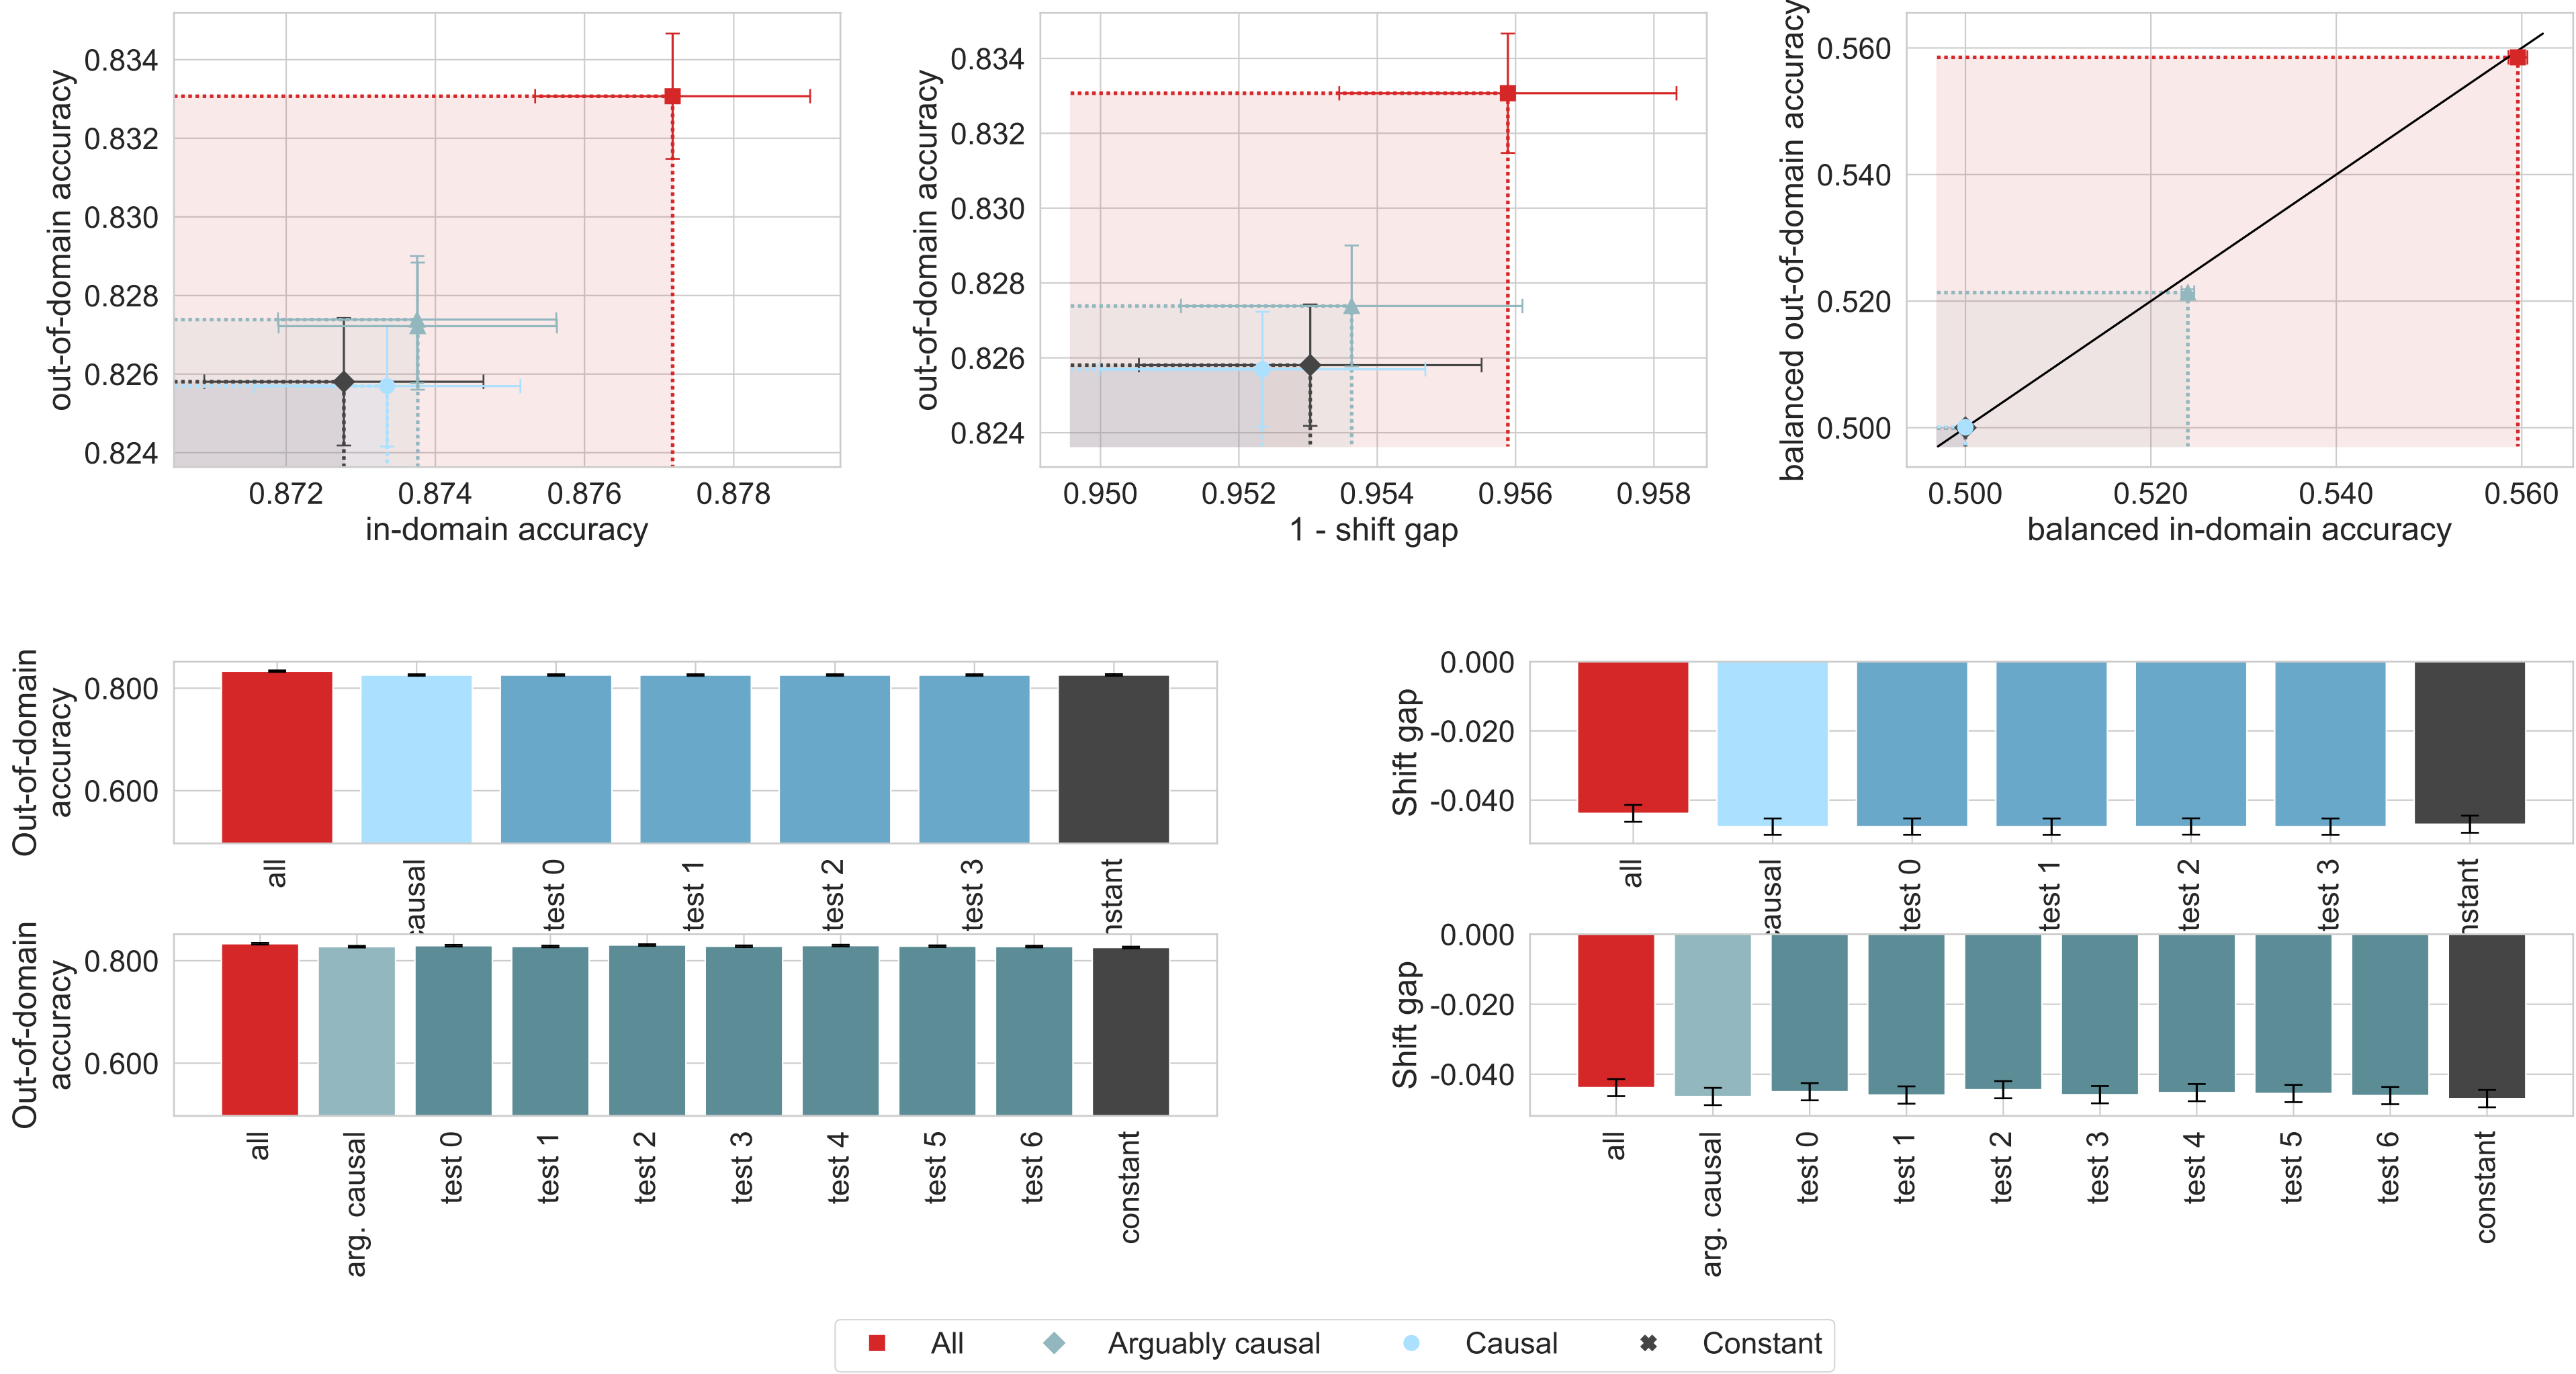 out-of-domain accuracy
0.834
0.832
0.830
0.828
0.826
0.824
0.872 0.874 0.876 0.878
in-domain accuracy
out-of-domain accuracy
0.834
0.832
0.830
0.828
0.826
0.824
0.950 0.952 0.954 0.956 0.958
1 - shift gap
balanced out-of-domain accuracy
0.560
0.540
0.520
0.500
0.500 0.520 0.540 0.560
balanced in-domain accuracy
Out-of-domain
accuracy
0.800
0.600
all
causal
test 0
test 1
test 2
test 3
nstant
Shift gap
0.000
-0.020
-0.040
all
causal
test 0
test 1
test 2
test 3
nstant
Out-of-domain
accuracy
0.800
0.600
all
arg. causal
test 0
test 1
test 2
test 3
test 4
test 5
test 6
constant
Shift gap
0.000
-0.020
-0.040
all
arg. causal
test 0
test 1
test 2
test 3
test 4
test 5
test 6
constant
All Arguably causal Causal Constant